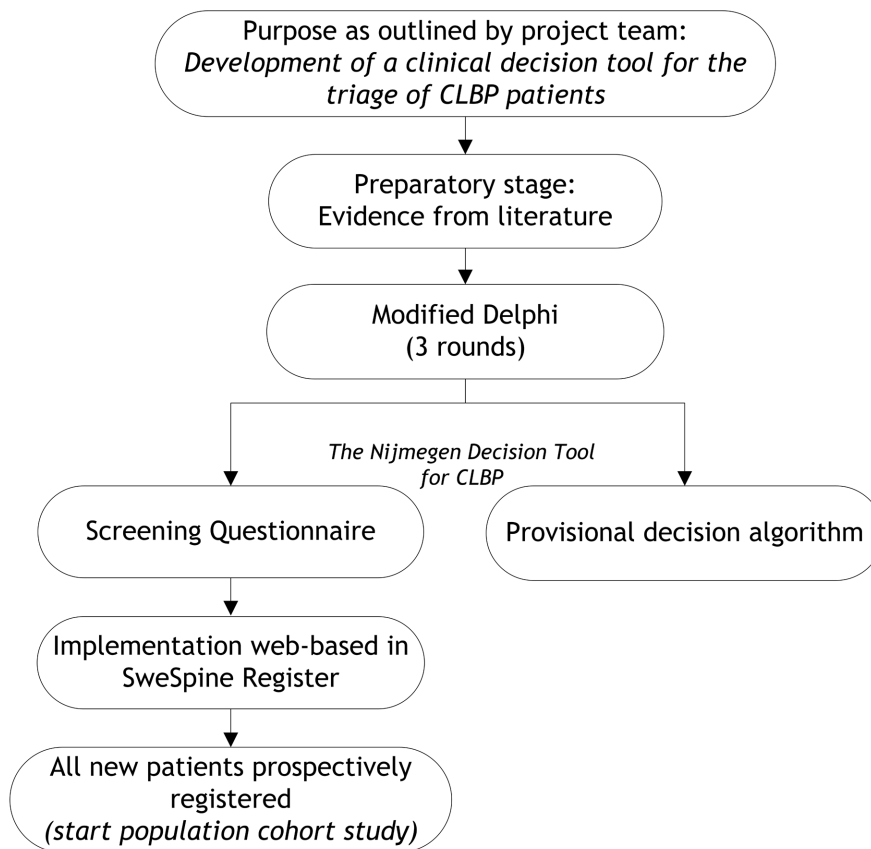 Purpose as outlined by project team:
Development of a clinical decision tool for the
triage of CLBP patients
Preparatory stage:
Evidence from literature
Modified Delphi
(3 rounds)
The Nijmegen Decision Tool
for CLBP
Screening Questionnaire
Provisional decision algorithm
Implementation web-based in
SweSpine Register
All new patients prospectively
registered
(start population cohort study)